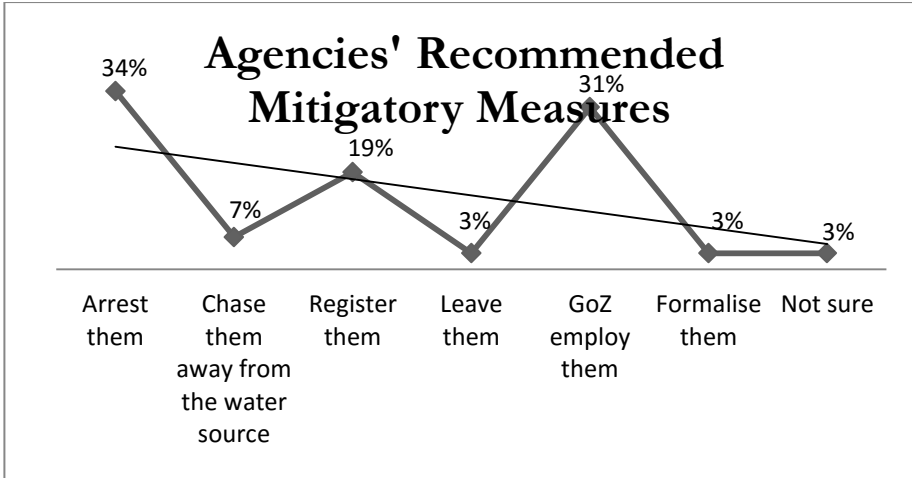 Agencies' Recommended
Mitigatory Measures
34%
7%
19%
3%
31%
3%
3%
Arrest
them
Chase
them
away from
the water
source
Register
them
Leave
them
GoZ
employ
them
Formalise
them
Not sure